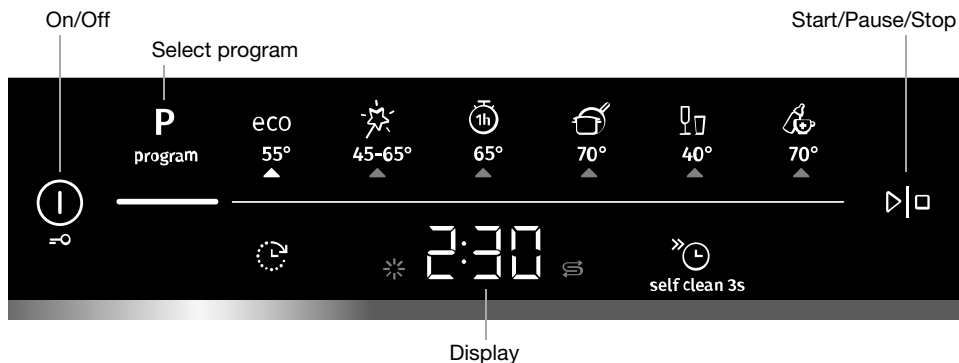 On/Off
Start/Pause/Stop
Select program
P
program
eco
1h
55°
45-65°
65°
70°
40°
70°
2:30
self clean 3s
Display